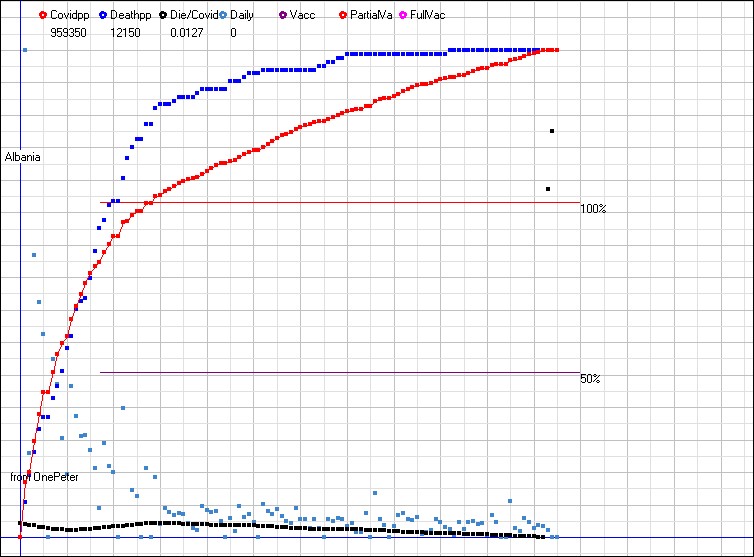 Covidpp Deathpp Die/Covid Daily Vacc PartialVa FullVac
959350 12150 0.0127 0
Albania
100%
50%
from OnePeter